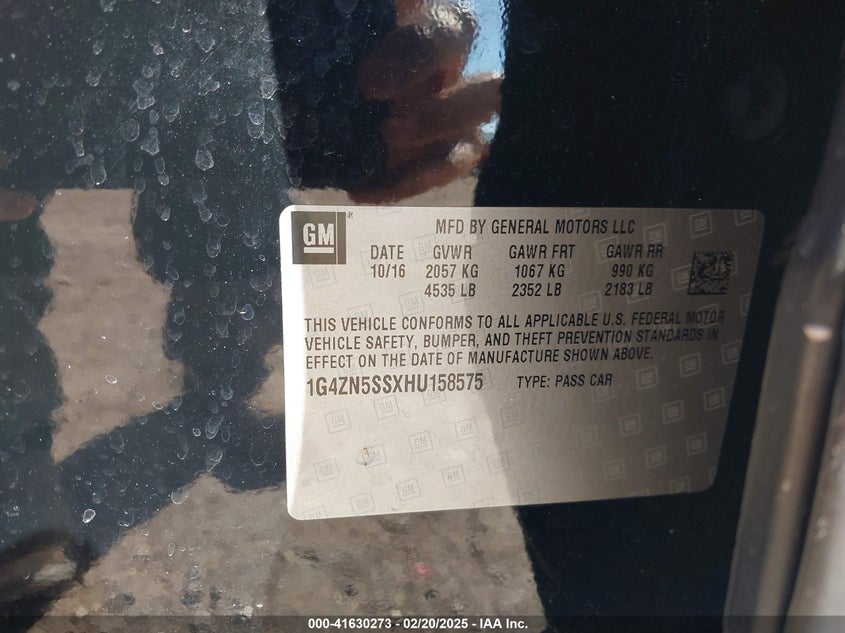 GM ®
MFD BY GENERAL MOTORS LLC
DATE GVWR GAWR FRT GAWR RR
10/16 2057 KG 1067 KG 990 KG
4535 LB 2352 LB 2183 LB
THIS VEHICLE CONFORMS TO ALL APPLICABLE U.S. FEDERAL MOTOR
VEHICLE SAFETY, BUMPER, AND THEFT PREVENTION STANDARDS IN
EFFECT ON THE DATE OF MANUFACTURE SHOWN ABOVE.
1G4ZN5SSXHU158575 TYPE: PASS CAR
000-41630273 - 02/20/2025 - IAA Inc.